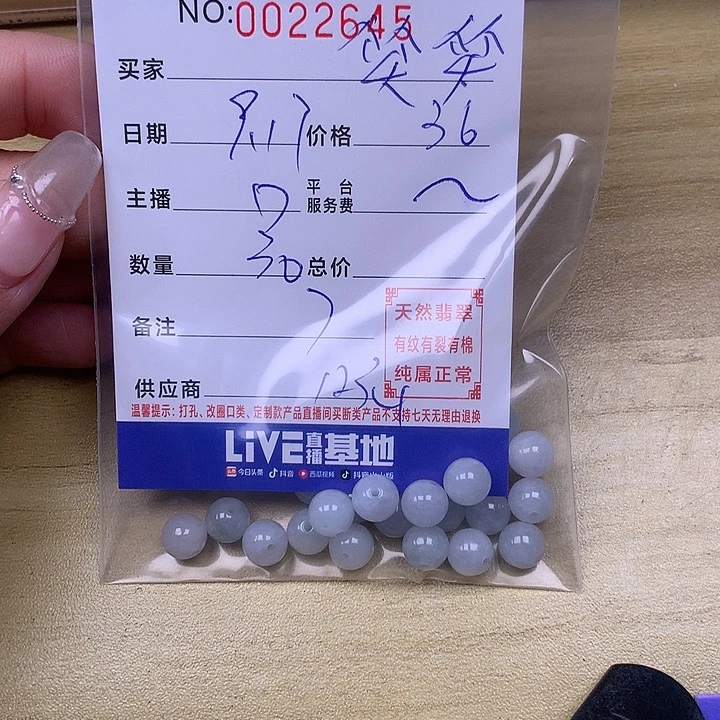 NO:0022645
买家
日期 8.17 价格 36
主播 平台服务费
数量 30 总价
备注
供应商 1234
天然翡翠
有纹有裂有棉
纯属正常
温馨提示：打孔、改圈口类、定制款产品直播间买断类产品不支持七天无理由退换
LiVE直播基地
今日头条 抖音 西瓜视频